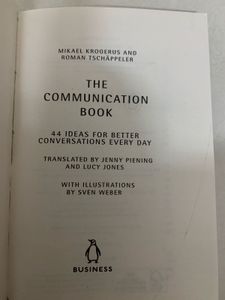 MIKAEL KROGERUS AND
ROMAN TSCHÄPPELER
THE
COMMUNICATION
BOOK
44 IDEAS FOR BETTER
CONVERSATIONS EVERY DAY
TRANSLATED BY JENNY PIENING
AND LUCY JONES
WITH ILLUSTRATIONS
BY SVEN WEBER
BUSINESS